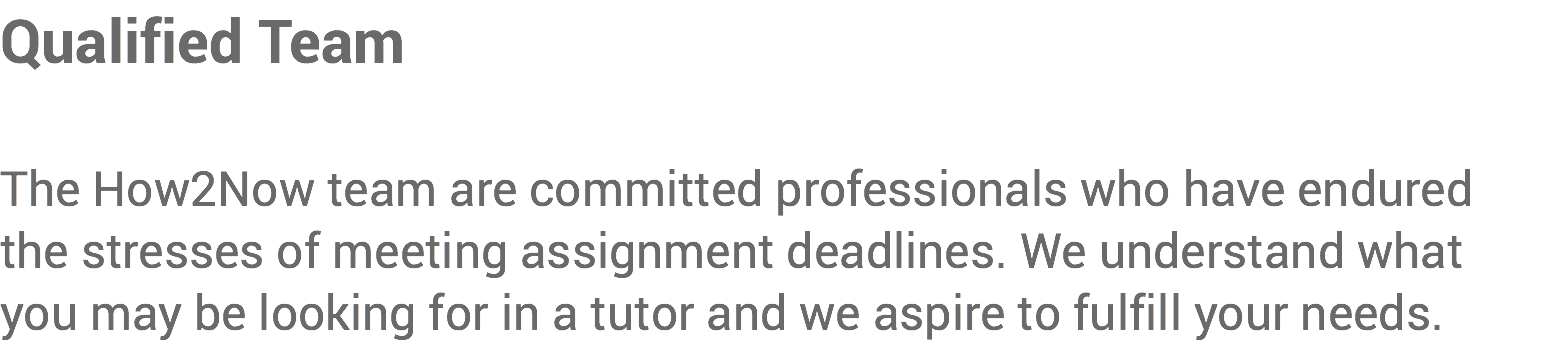 Qualified Team
The How2Now team are committed professionals who have endured
the stresses of meeting assignment deadlines. We understand what
you may be looking for in a tutor and we aspire to fulfill your needs.